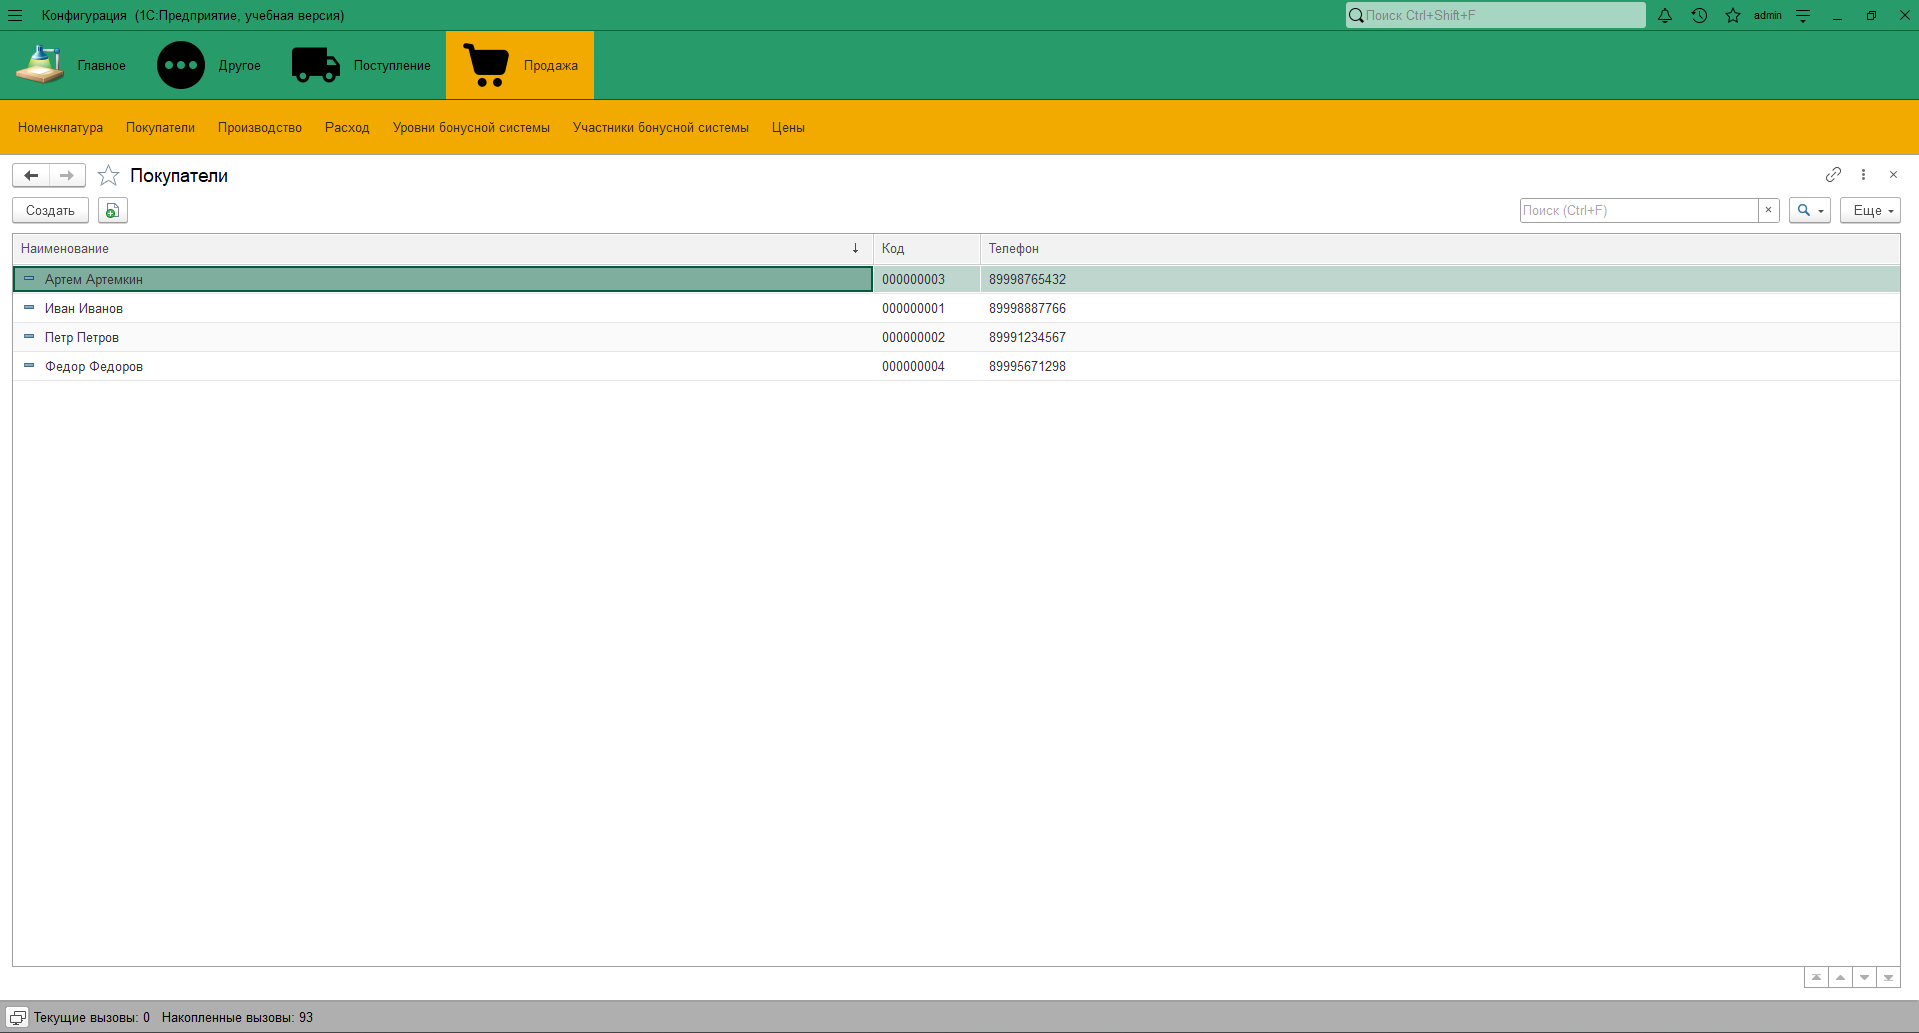 Конфигурация (1С:Предприятие, учебная версия)
Поиск Ctrl+Shift+F
admin
Главное
Другое
Поступление
Продажа
Номенклатура Покупатели Производство Расход Уровни бонусной системы Участники бонусной системы Цены
Покупатели
Создать
Поиск (Ctrl+F)
Еще
Наименование Код Телефон
Артем Артемкин 000000003 89998765432
Иван Иванов 000000001 89998887766
Петр Петров 000000002 89991234567
Федор Федоров 000000004 89995671298
Текущие вызовы: 0 Накопленные вызовы: 93